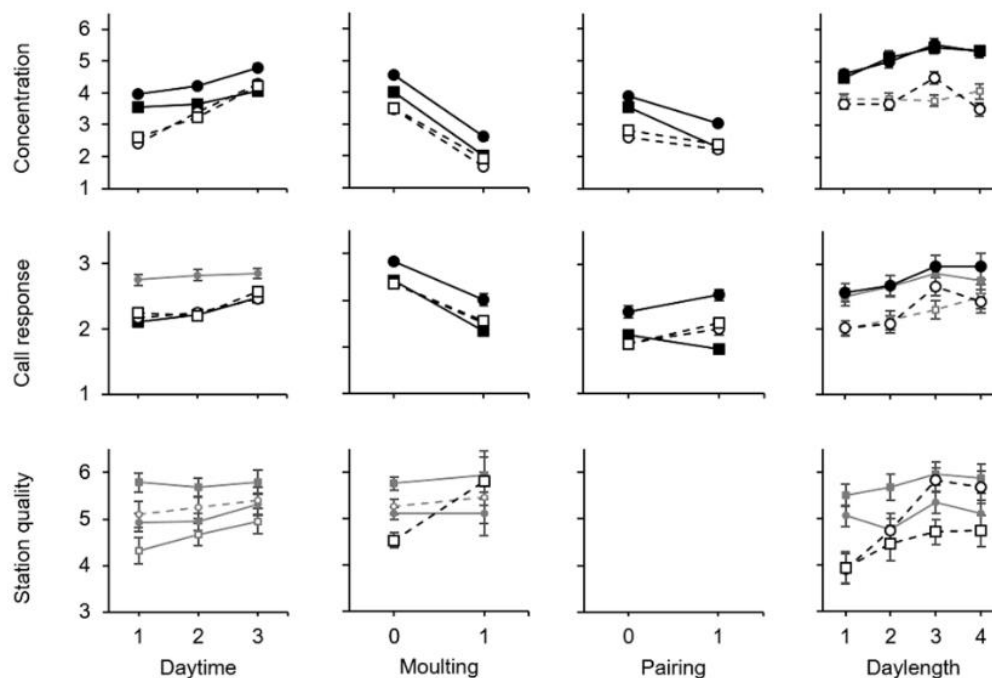 Concentration
6
5
4
3
2
1
Call response
3
2
1
Station quality
6
5
4
3
1 2 3
0 1
0 1
1 2 3 4
Daytime
Moulting
Pairing
Daylength